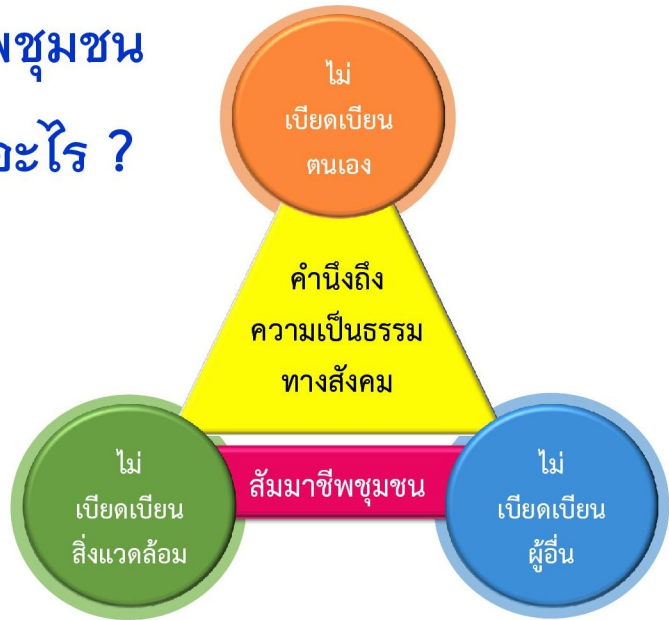 พชุมชน
อะไร ?
ไม่
เบียดเบียน
ตนเอง
คำนึงถึง
ความเป็นธรรม
ทางสังคม
ไม่
เบียดเบียน
สิ่งแวดล้อม
สัมมาชีพชุมชน
ไม่
เบียดเบียน
ผู้อื่น